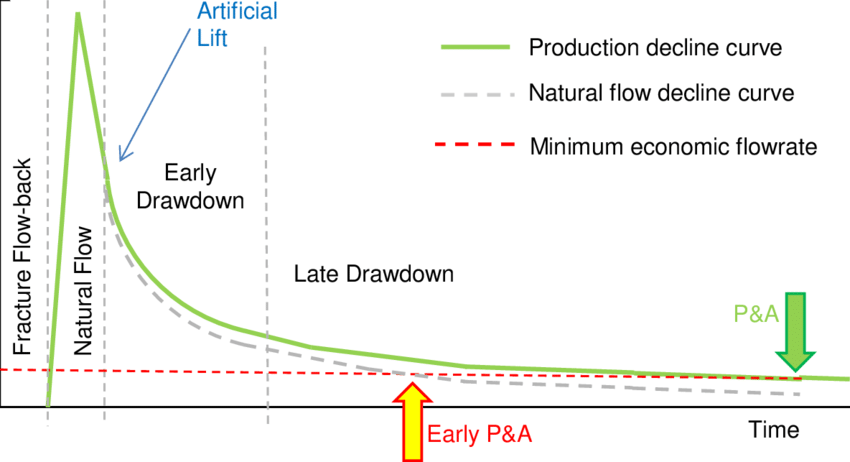 Artificial
Lift
Production decline curve
Natural flow decline curve
Minimum economic flowrate
Early
Drawdown
Fracture Flow-back
Natural Flow
Late Drawdown
P&A
Early P&A
Time